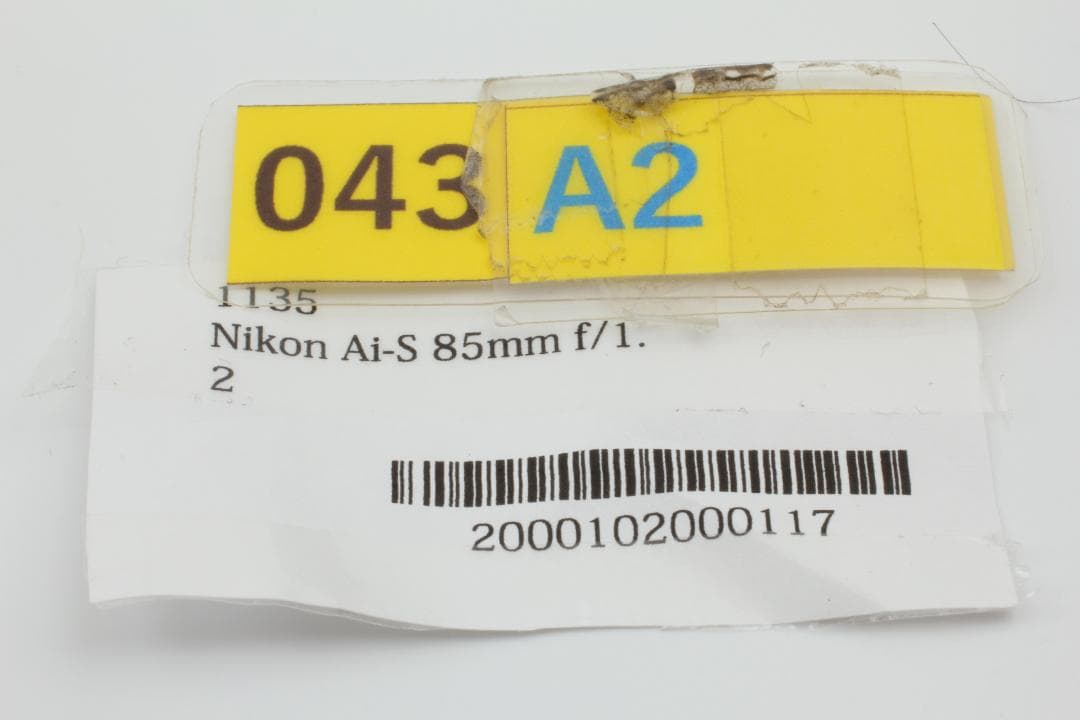 043 A2
1135
Nikon Ai-S 85mm f/1.
2
2000102000117